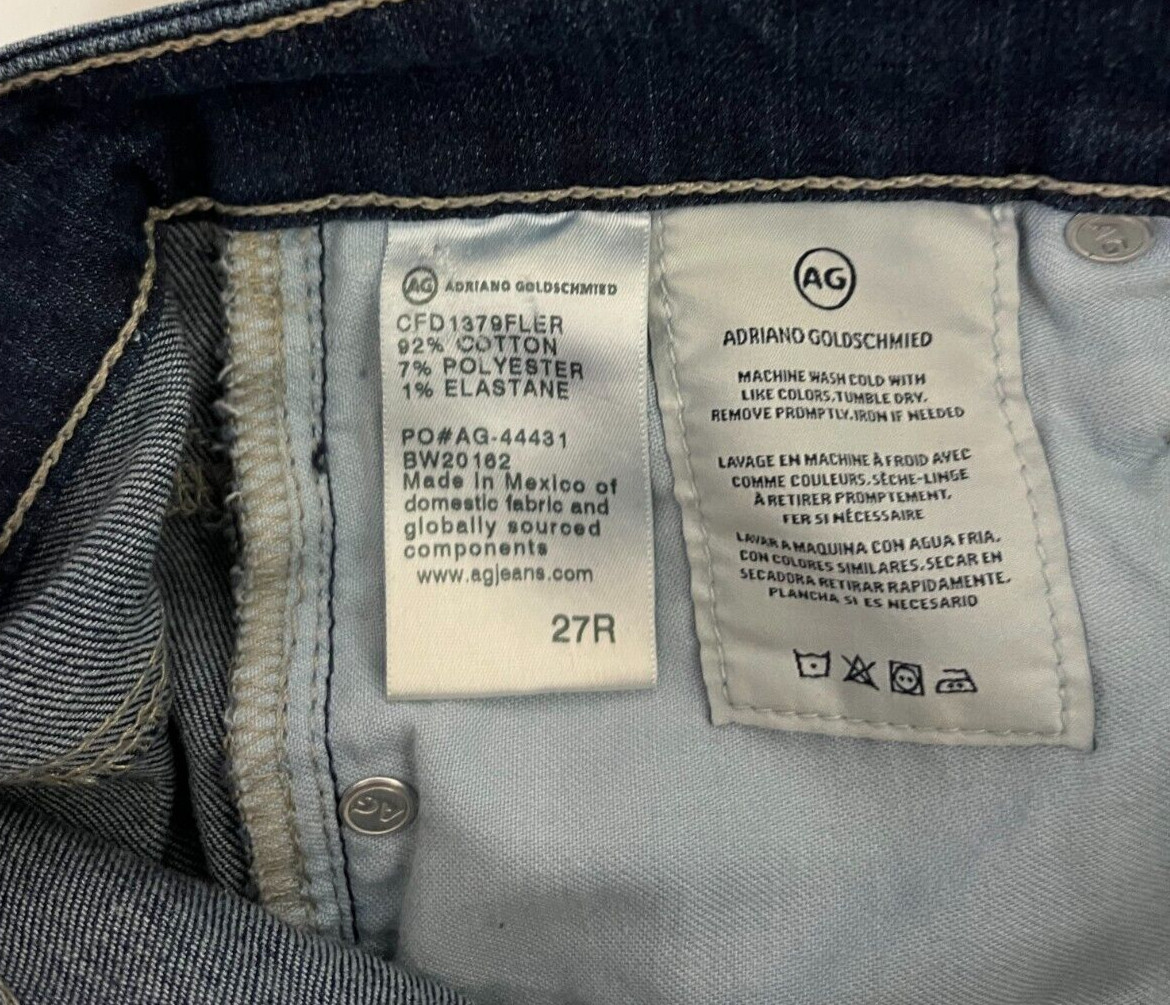 AG ADRIANO GOLDSCHMIED
CFD1379FLER
92% COTTON
7% POLYESTER
1% ELASTANE
PO#AG-44431
BW20162
Made in Mexico of
domestic fabric and
globally sourced
components
www.agjeans.com
27R
AG
ADRIANO GOLDSCHMIED
MACHINE WASH COLD WITH
LIKE COLORS.TUMBLE DRY.
REMOVE PROMPTLY.IRON IF NEEDED
LAVAGE EN MACHINE À FROID AVEC
COMME COULEURS.SÈCHE-LINGE
À RETIRER PROMPTEMENT.
FER SI NÉCESSAIRE
LAVAR A MAQUINA CON AGUA FRIA.
CON COLORES SIMILARES.SECAR EN
SECADORA RETIRAR RAPIDAMENTE.
PLANCHA SI ES NECESARIO
AG
AG